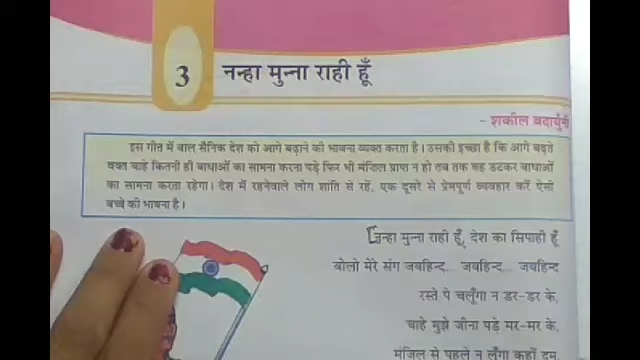 3
नन्हा मुन्ना राही हूँ
- शकील बदायुँनी
इस गीत में बाल सैनिक देश को आगे बढ़ाने की भावना व्यक्त करता है। उसकी इच्छा है कि आगे बढ़ते
वक्त चाहे कितनी ही बाधाओं का सामना करना पड़े फिर भी मंजिल प्राप्त न हो तब तक वह डटकर बाधाओं
का सामना करता रहेगा। देश में रहनेवाले लोग शांति से रहें, एक दूसरे से प्रेमपूर्ण व्यवहार करें ऐसी
बच्चे की भावना है।
नन्हा मुन्ना राही हूँ, देश का सिपाही हूँ
बोलो मेरे संग जयहिन्द... जयहिन्द... जयहिन्द
रस्ते पे चलूँगा न डर-डर के,
चाहे मुझे जीना पड़े मर-मर के,
मंजिल से पहले न लूँगा कहीं दम